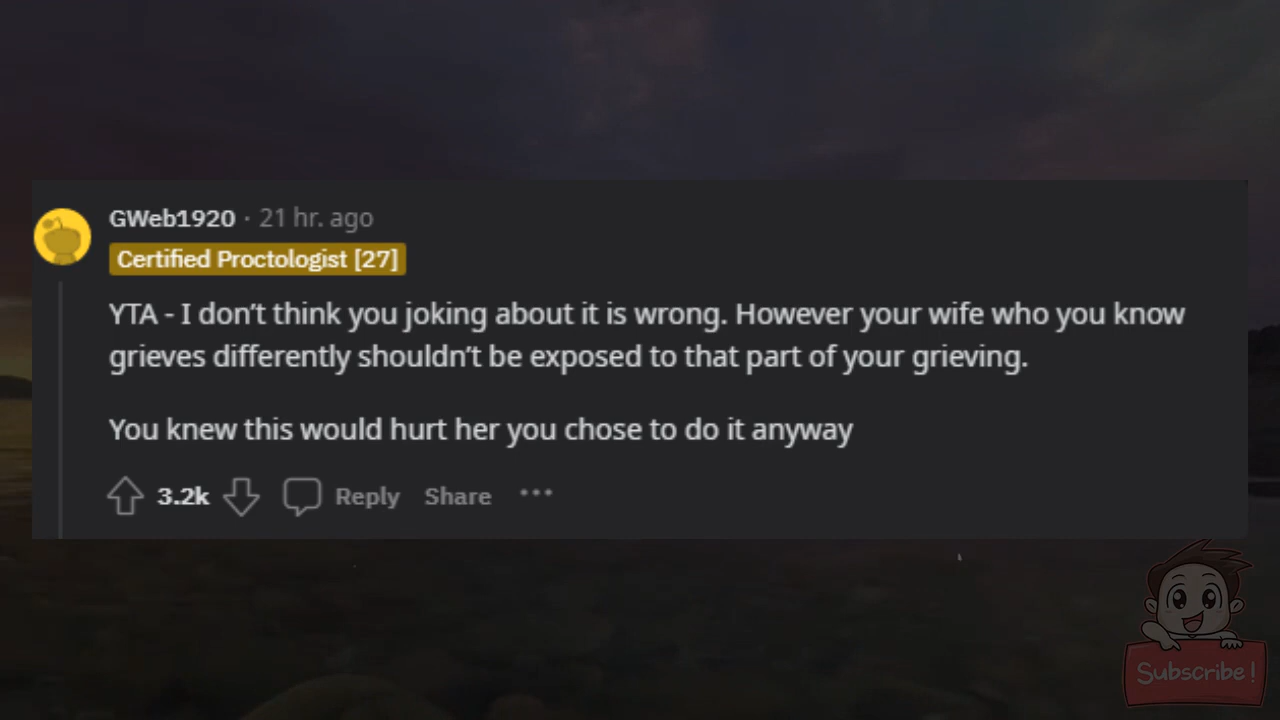 GWeb1920 · 21 hr. ago
Certified Proctologist [27]
YTA - I don't think you joking about it is wrong. However your wife who you know
grieves differently shouldn't be exposed to that part of your grieving.
You knew this would hurt her you chose to do it anyway
3.2k Reply Share ···
Subscribe!